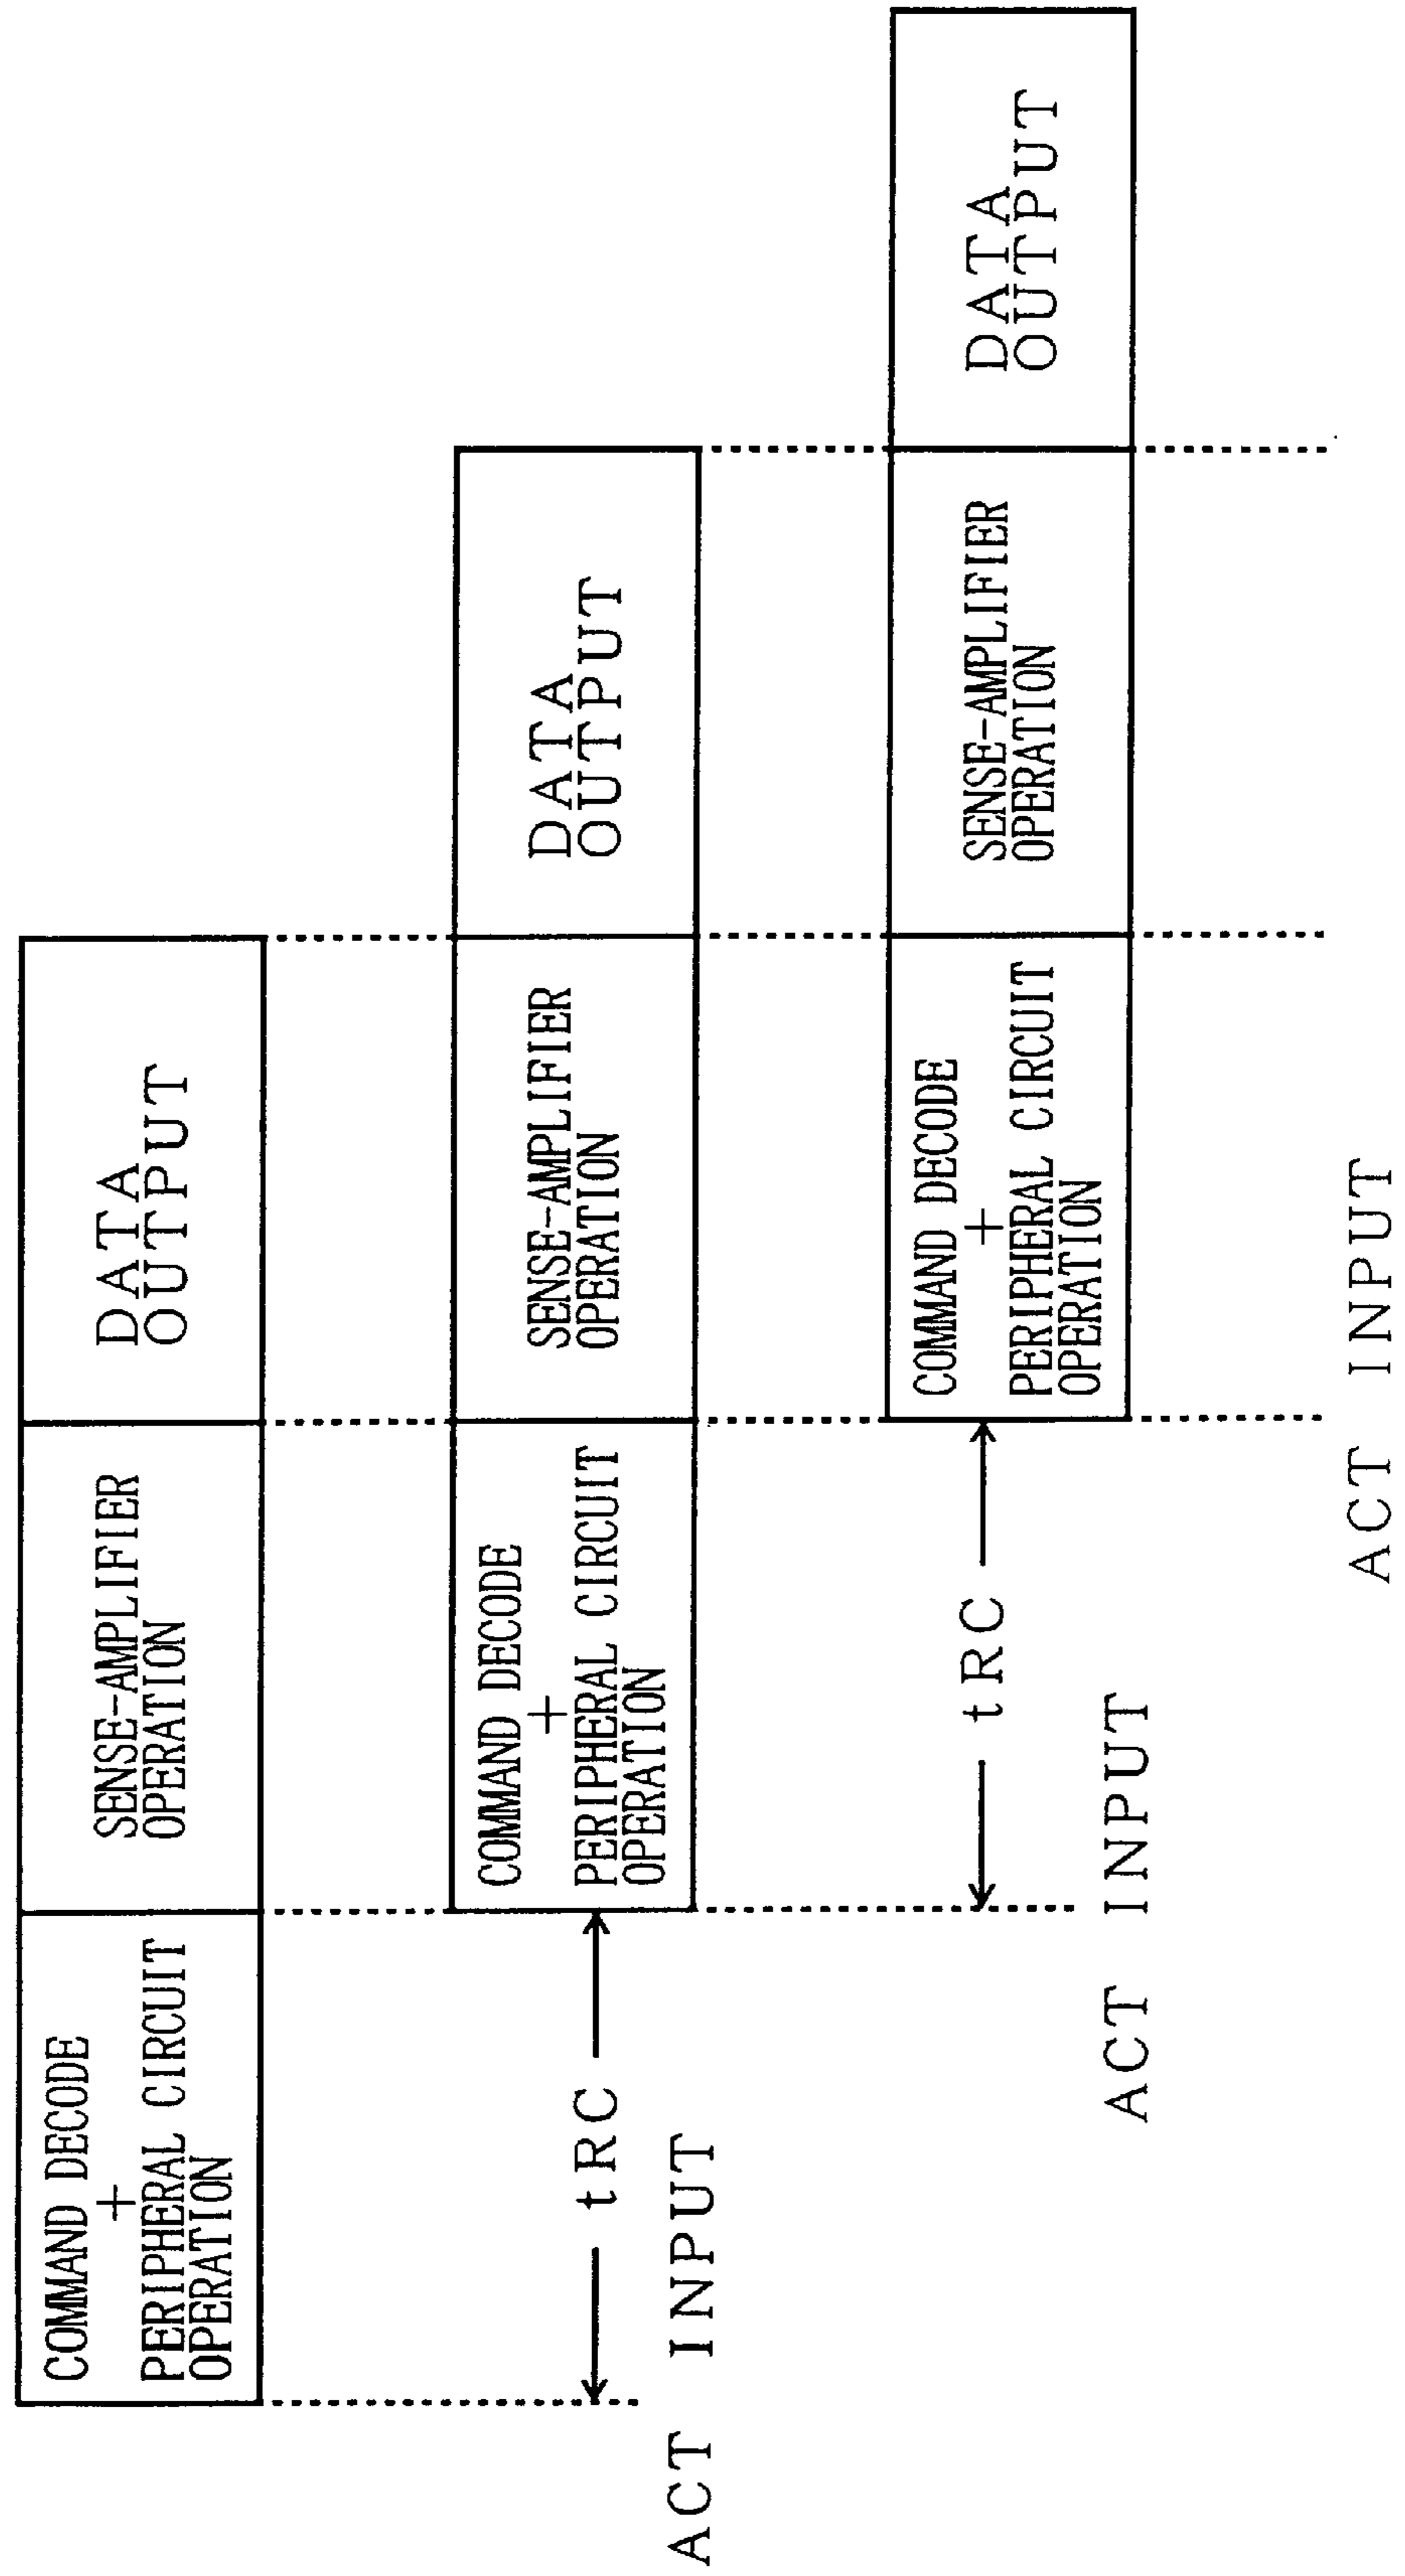 COMMAND DECODE
+
PERIPHERAL CIRCUIT
OPERATION
SENSE-AMPLIFIER
OPERATION
DATA
OUTPUT
COMMAND DECODE
+
PERIPHERAL CIRCUIT
OPERATION
SENSE-AMPLIFIER
OPERATION
DATA
OUTPUT
tRC
ACT INPUT
COMMAND DECODE
+
PERIPHERAL CIRCUIT
OPERATION
SENSE-AMPLIFIER
OPERATION
DATA
OUTPUT
tRC
ACT INPUT
ACT INPUT